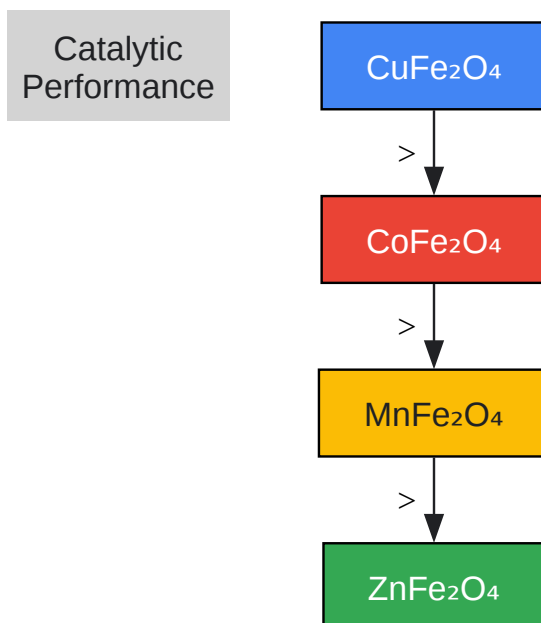 Catalytic
Performance
CuFe₂O₄
>
CoFe₂O₄
>
MnFe₂O₄
>
ZnFe₂O₄